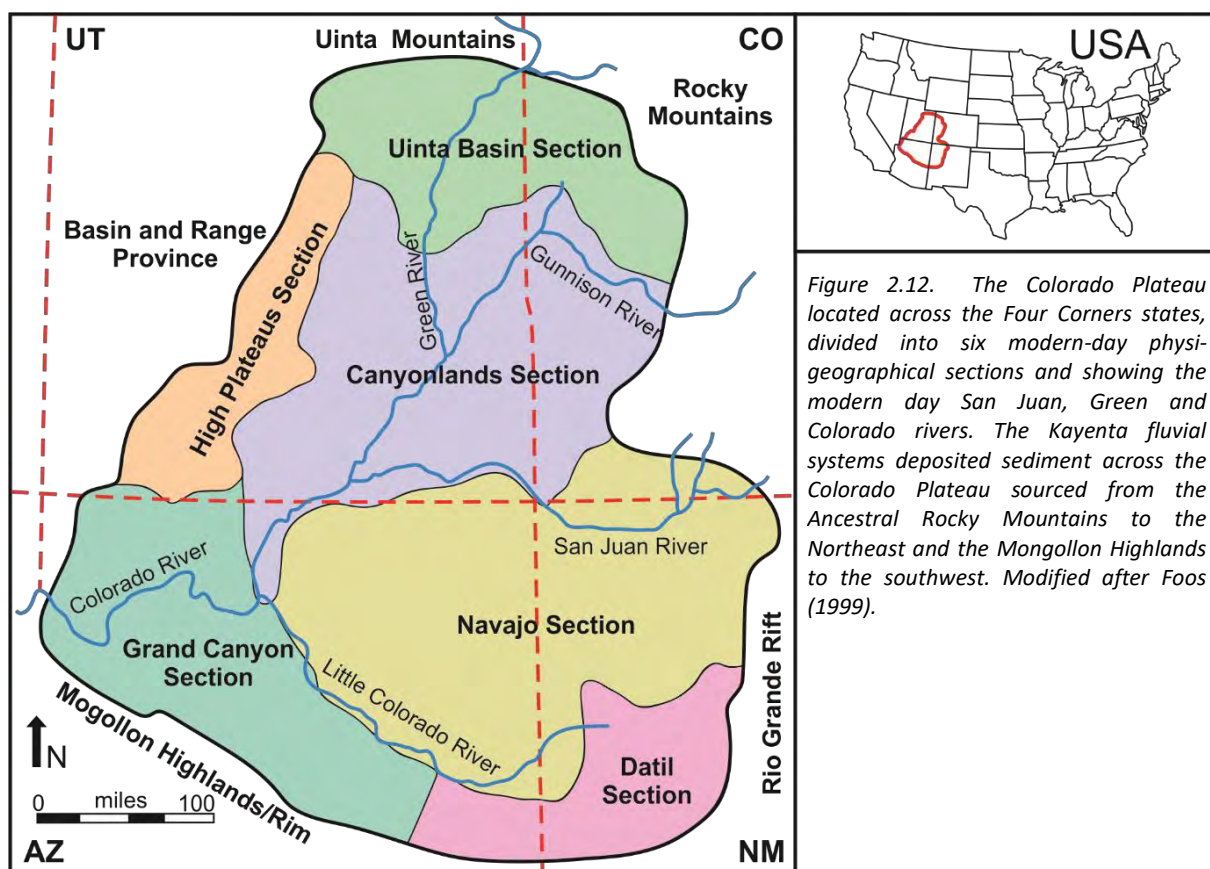 UT
Uinta Mountains
CO
Rocky
Mountains
Uinta Basin Section
Basin and Range
Province
High Plateaus Section
Green River
Gunnison River
Canyonlands Section
Colorado River
San Juan River
Navajo Section
Grand Canyon
Section
Little Colorado River
Rio Grande Rift
Mogollon Highlands/Rim
N
0 miles 100
Datil
Section
AZ
NM
USA
Figure 2.12. The Colorado Plateau
located across the Four Corners states,
divided into six modern-day physi-
geographical sections and showing the
modern day San Juan, Green and
Colorado rivers. The Kayenta fluvial
systems deposited sediment across the
Colorado Plateau sourced from the
Ancestral Rocky Mountains to the
Northeast and the Mongollon Highlands
to the southwest. Modified after Foos
(1999).